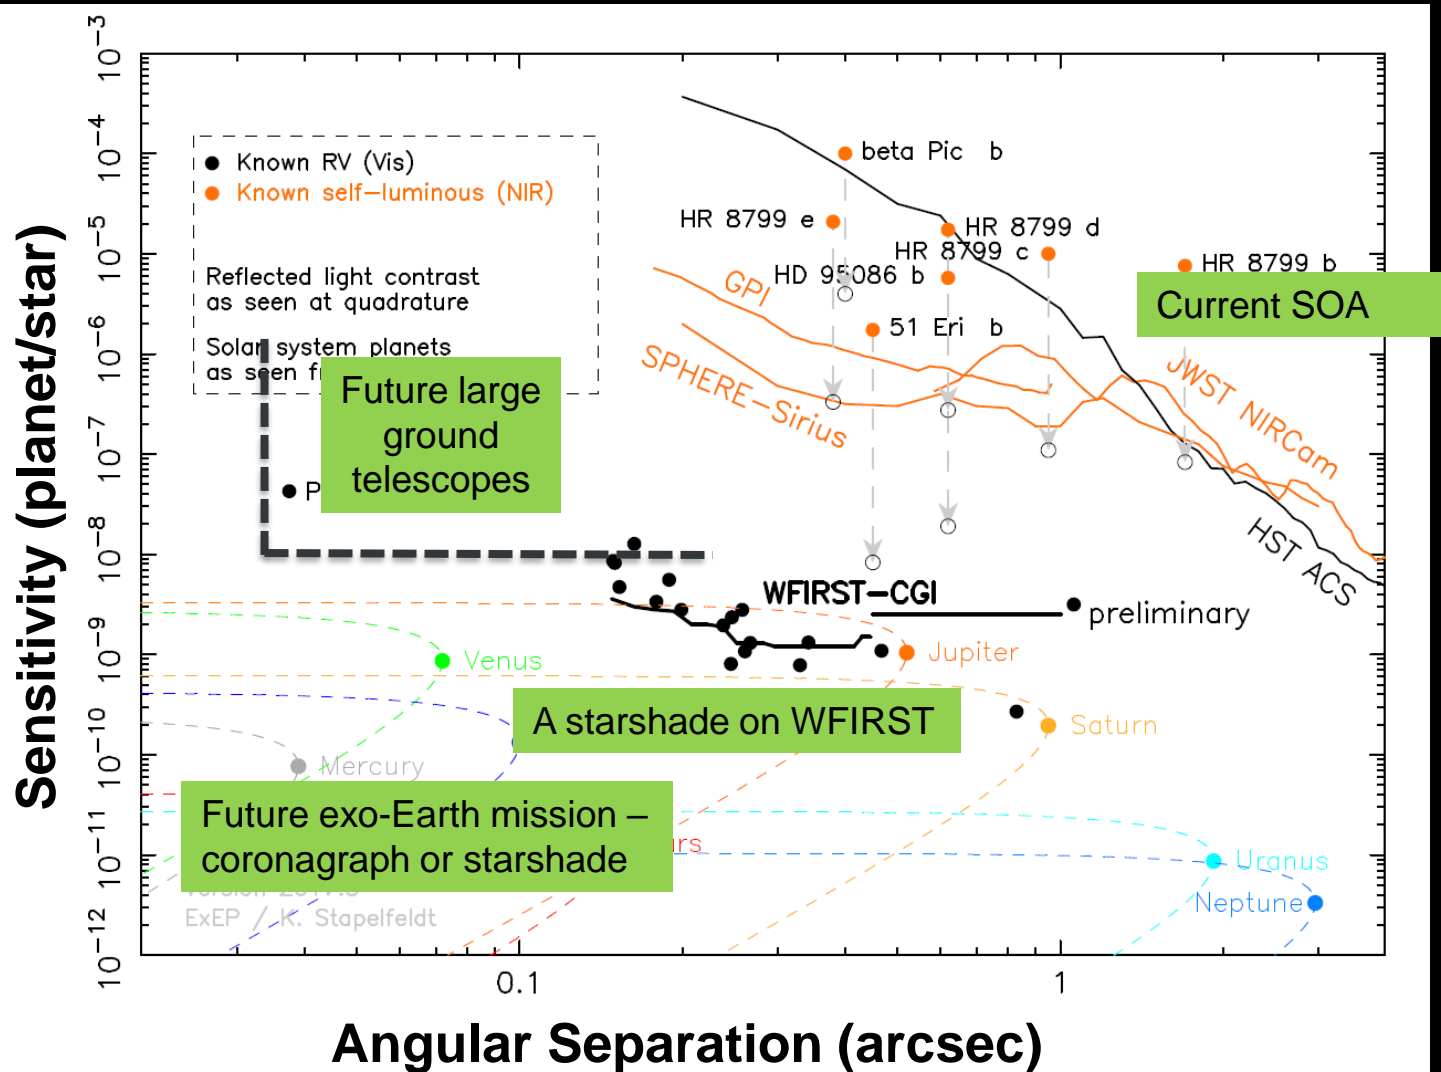 10⁻³
10⁻⁴
10⁻⁵
10⁻⁶
10⁻⁷
10⁻⁸
10⁻⁹
10⁻¹⁰
10⁻¹¹
10⁻¹²
Sensitivity (planet/star)
Known RV (Vis)
Known self-luminous (NIR)
Reflected light contrast
as seen at quadrature
Solar system planets
as seen
Future large
ground
telescopes
P
beta Pic b
HR 8799 e
HR 8799 d
HR 8799 c
HD 95086 b
HR 8799 b
51 Eri b
Current SOA
GPI
SPHERE-Sirius
JWST NIRCam
HST ACS
WFIRST-CGI
preliminary
Venus
Jupiter
A starshade on WFIRST
Saturn
Mercury
Future exo-Earth mission –
coronagraph or starshade
rs
Uranus
Neptune
ExEP / K. Stapelfeldt
0.1
1
Angular Separation (arcsec)